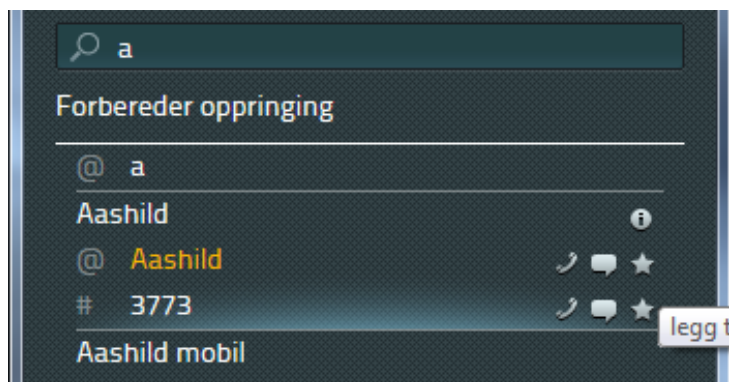 a
Forbereder oppringing
@ a
Aashild
@ Aashild
# 3773
legg
Aashild mobil